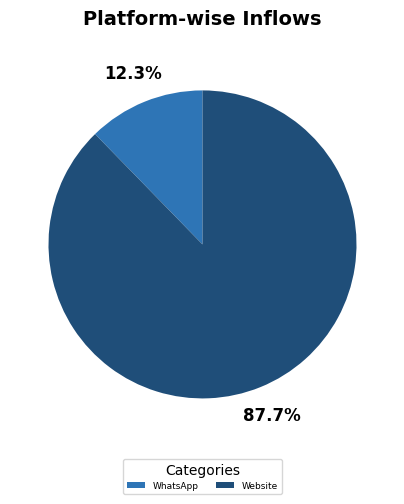 Platform-wise Inflows
12.3%
87.7%
Categories
WhatsApp Website